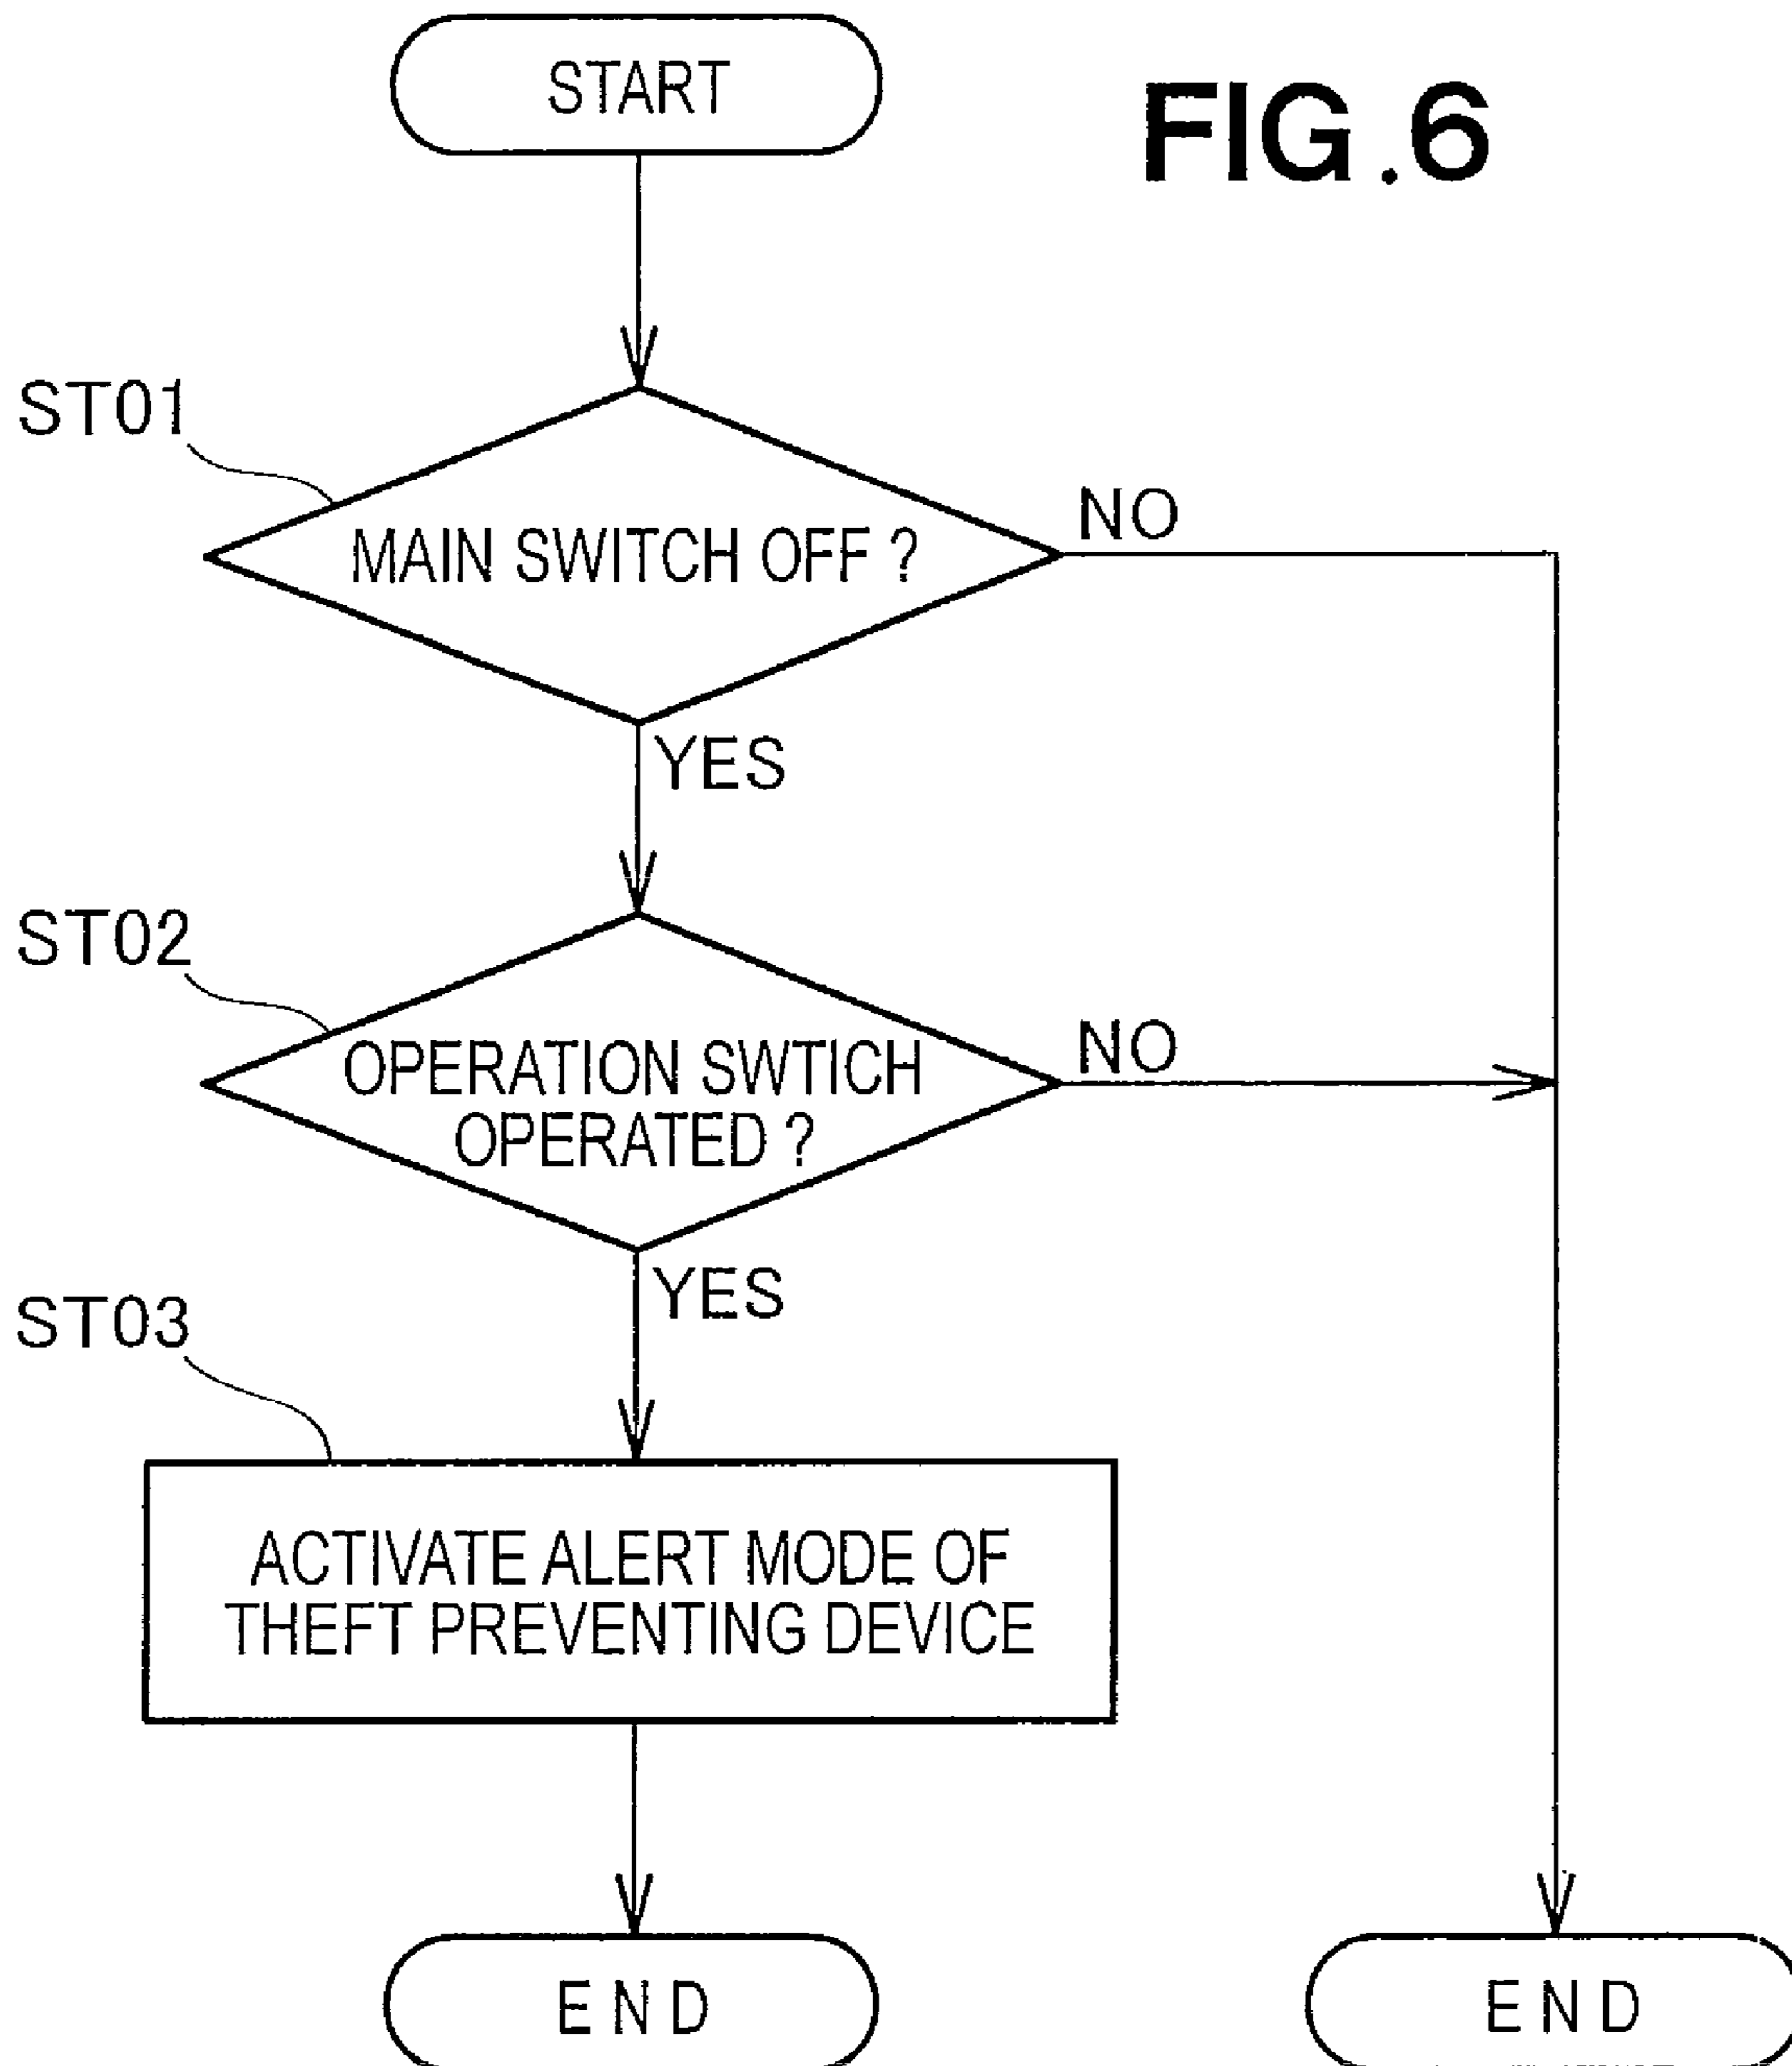 START
FIG.6
ST01
MAIN SWITCH OFF ?
NO
YES
ST02
OPERATION SWTICH
OPERATED ?
NO
YES
ST03
ACTIVATE ALERT MODE OF
THEFT PREVENTING DEVICE
END
END